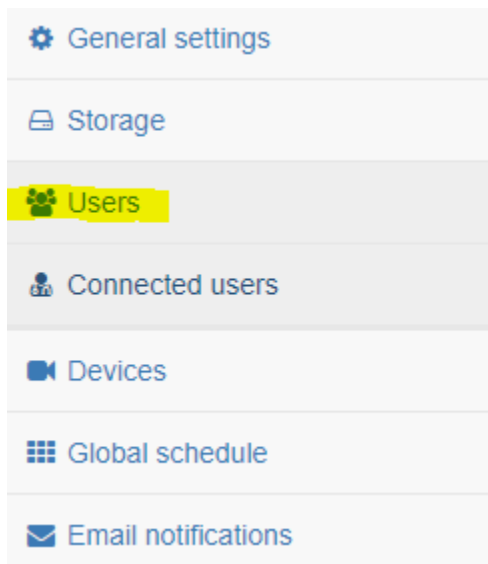 General settings
Storage
Users
Connected users
Devices
Global schedule
Email notifications